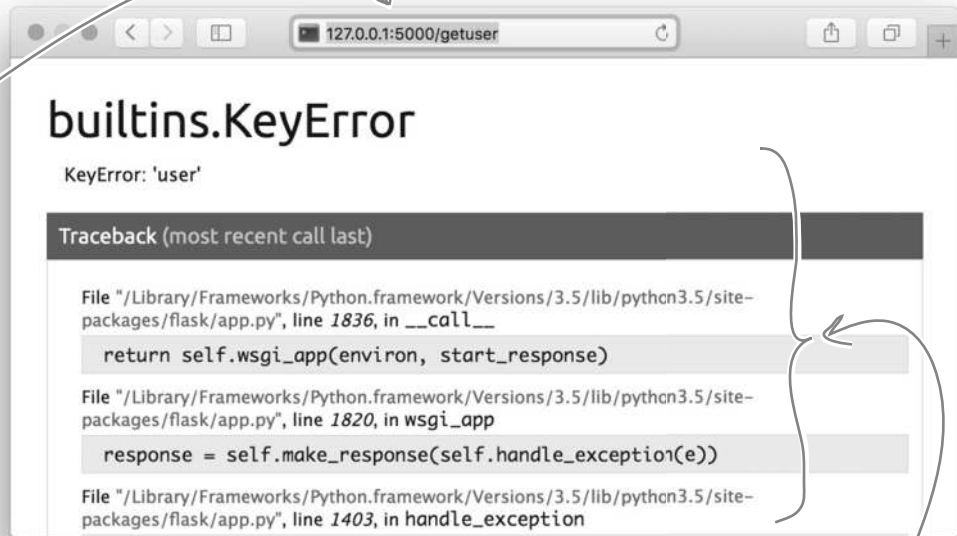 127.0.0.1:5000/getuser
builtins.KeyError
KeyError: 'user'
Traceback (most recent call last)
File "/Library/Frameworks/Python.framework/Versions/3.5/lib/python3.5/site-
packages/flask/app.py", line 1836, in __call__
return self.wsgi_app(environ, start_response)
File "/Library/Frameworks/Python.framework/Versions/3.5/lib/python3.5/site-
packages/flask/app.py", line 1820, in wsgi_app
response = self.make_response(self.handle_exception(e))
File "/Library/Frameworks/Python.framework/Versions/3.5/lib/python3.5/site-
packages/flask/app.py", line 1403, in handle_exception